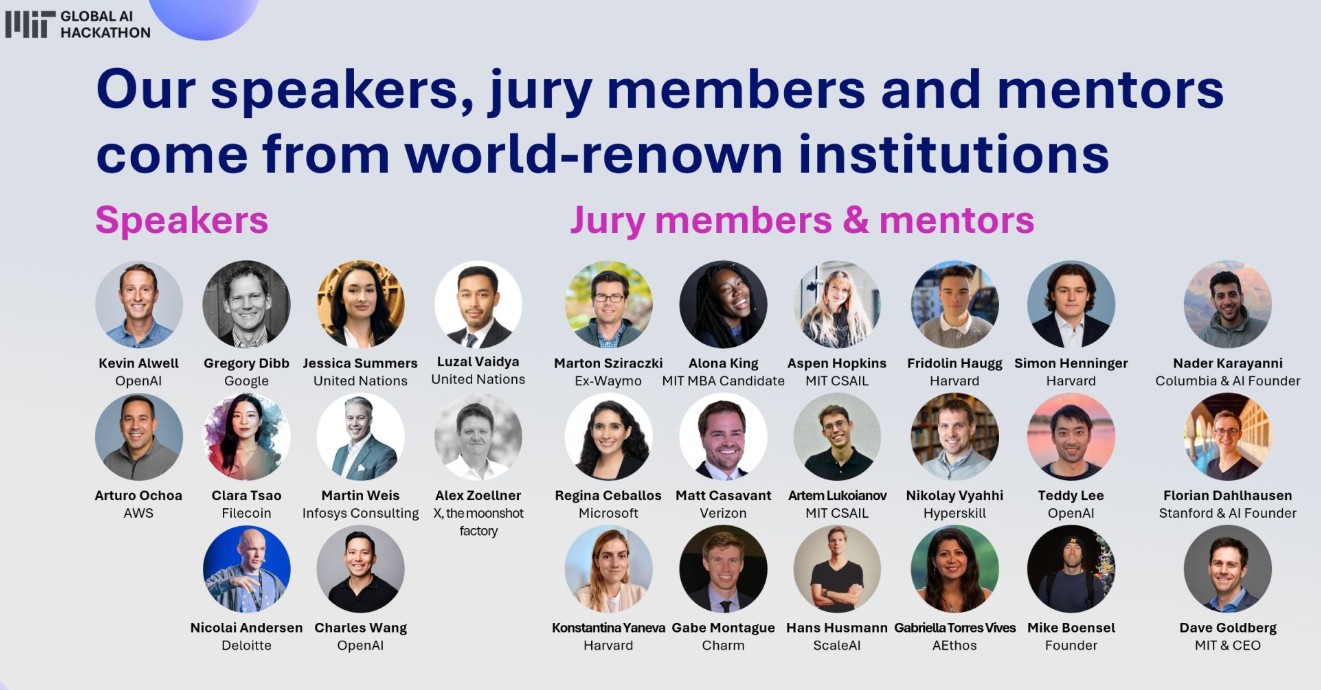 MIT GLOBAL AI
HACKATHON
Our speakers, jury members and mentors
come from world-renown institutions
Speakers
Kevin Alwell
OpenAI
Gregory Dibb
Google
Jessica Summers
United Nations
Luzal Vaidya
United Nations
Arturo Ochoa
AWS
Clara Tsao
Filecoin
Martin Weis
Infosys Consulting
Alex Zoellner
X, the moonshot
factory
Nicolai Andersen
Deloitte
Charles Wang
OpenAI
Jury members & mentors
Marton Sziraczki
Ex-Waymo
Alona King
MIT MBA Candidate
Aspen Hopkins
MIT CSAIL
Fridolin Haugg
Harvard
Simon Henninger
Harvard
Nader Karayanni
Columbia & AI Founder
Regina Ceballos
Microsoft
Matt Casavant
Verizon
Artem Lukoianov
MIT CSAIL
Nikolay Vyahhi
Hyperskill
Teddy Lee
OpenAI
Florian Dahlhausen
Stanford & AI Founder
Konstantina Yaneva
Harvard
Gabe Montague
Charm
Hans Husmann
ScaleAI
Gabriella Torres Vives
AEthos
Mike Boensel
Founder
Dave Goldberg
MIT & CEO